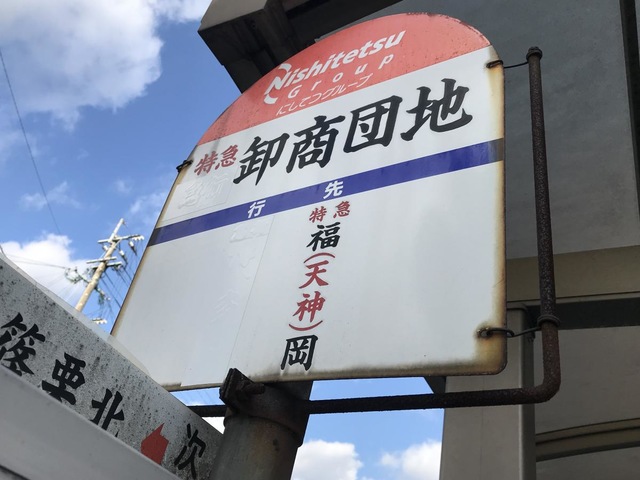 Nishitetsu
Group
にしてつグループ
特急 卸商団地
行先
特急
福(天神)岡
次
北
粟
篠